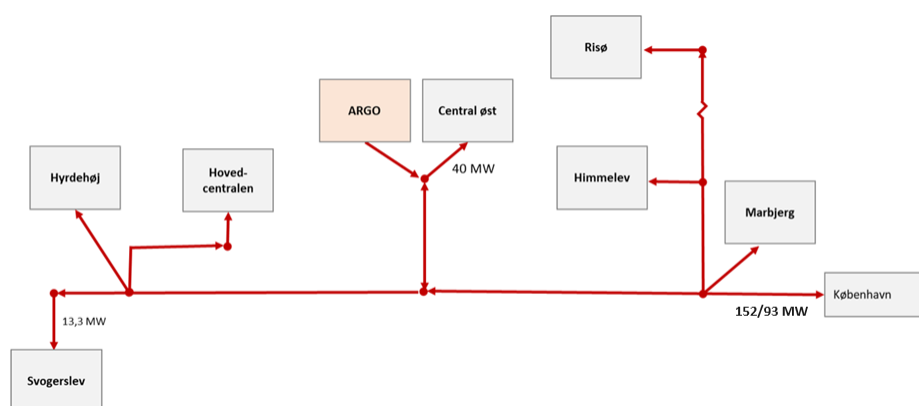 Risø
ARGO
Central øst
40 MW
Hyrdehøj
Hoved-
centralen
Himmelev
Marbjerg
København
152/93 MW
13,3 MW
Svogerslev